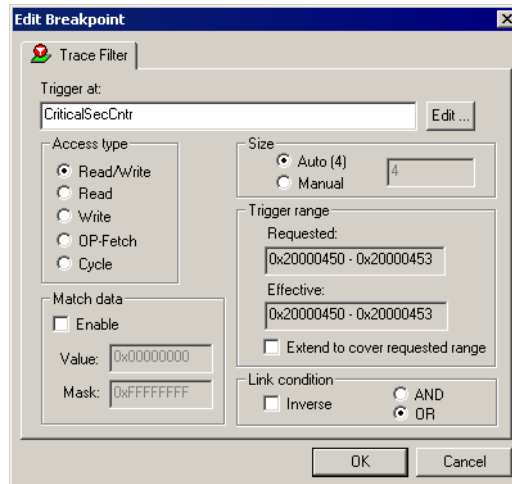 Edit Breakpoint
Trace Filter
Trigger at:
CriticalSecCntr
Edit ...
Access type
Read/Write
Read
Write
OP-Fetch
Cycle
Size
Auto (4)
4
Manual
Trigger range
Requested:
0x20000450 - 0x20000453
Effective:
0x20000450 - 0x20000453
Extend to cover requested range
Match data
Enable
Value: 0x00000000
Mask: 0xFFFFFFFF
Link condition
Inverse
AND
OR
OK
Cancel